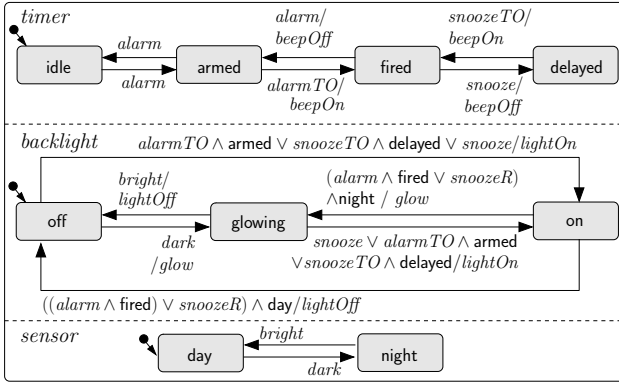 timer
alarm
alarm
alarm/
beepOff
alarmTO/
beepOn
snoozeTO/
beepOn
snooze/
beepOff
idle
armed
fired
delayed
backlight
alarmTO ∧ armed ∨ snoozeTO ∧ delayed ∨ snooze/lightOn
bright/
lightOff
(alarm ∧ fired ∨ snoozeR)
∧night / glow
off
glowing
on
dark
/glow
snooze ∨ alarmTO ∧ armed
∨snoozeTO ∧ delayed/lightOn
((alarm ∧ fired) ∨ snoozeR) ∧ day/lightOff
sensor
bright
day
night
dark